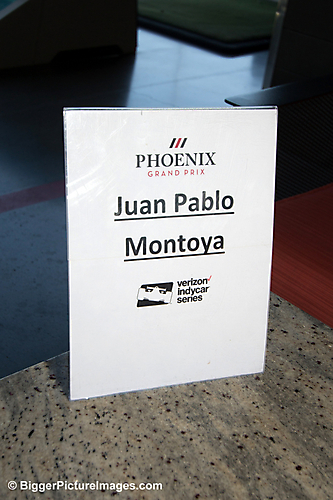 PHOENIX
GRAND PRIX
Juan Pablo
Montoya
verizon
indycar
series
© BiggerPictureImages.com